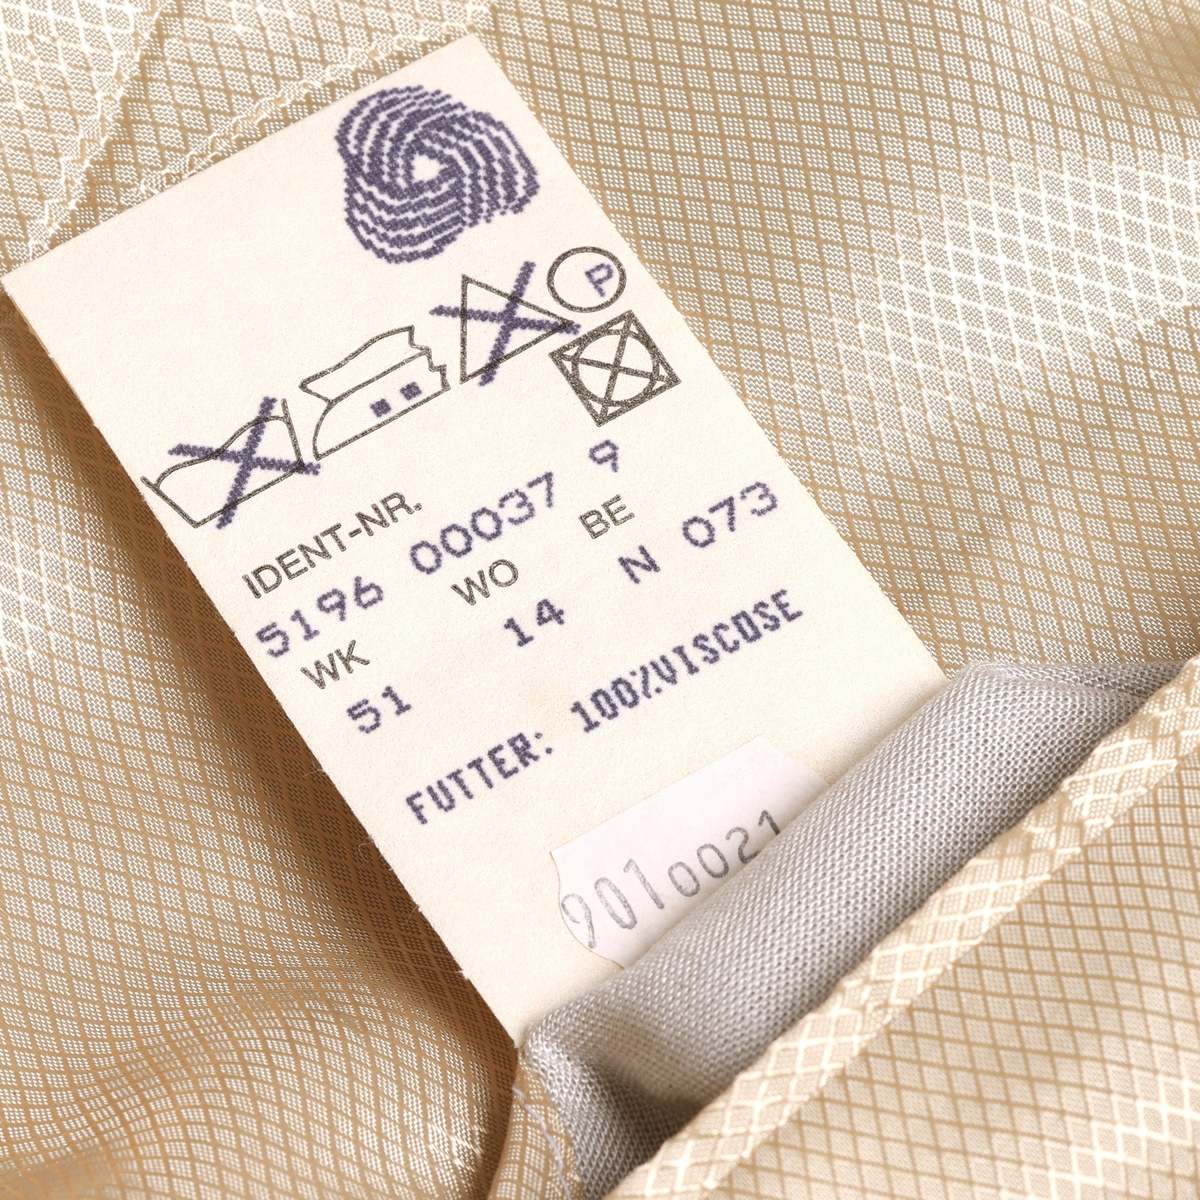 P
IDENT-NR.
5196 00037 9
WK WO BE
51 14 N 073
FUTTER: 100%VISCOSE
9010021